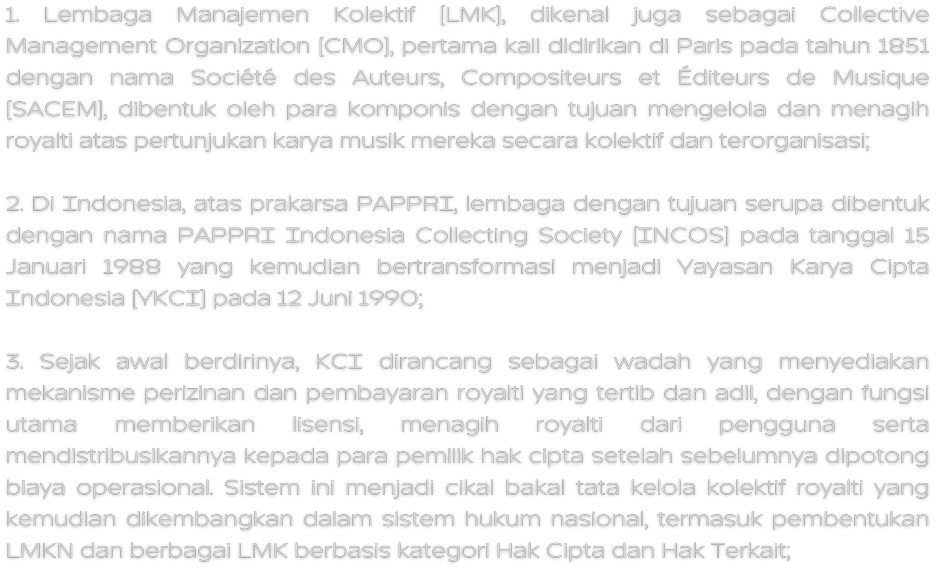 1. Lembaga Manajemen Kolektif [LMK], dikenal juga sebagai Collective
Management Organization [CMO], pertama kali didirikan di Paris pada tahun 1851
dengan nama Société des Auteurs, Compositeurs et Éditeurs de Musique
[SACEM], dibentuk oleh para komponis dengan tujuan mengelola dan menagih
royalti atas pertunjukan karya musik mereka secara kolektif dan terorganisasi;
2. Di Indonesia, atas prakarsa PAPPRI, lembaga dengan tujuan serupa dibentuk
dengan nama PAPPRI Indonesia Collecting Society [INCOS] pada tanggal 15
Januari 1988 yang kemudian bertransformasi menjadi Yayasan Karya Cipta
Indonesia [YKCI] pada 12 Juni 1990;
3. Sejak awal berdirinya, KCI dirancang sebagai wadah yang menyediakan
mekanisme perizinan dan pembayaran royalti yang tertib dan adil, dengan fungsi
utama memberikan lisensi, menagih royalti dari pengguna serta
mendistribusikannya kepada para pemilik hak cipta setelah sebelumnya dipotong
biaya operasional. Sistem ini menjadi cikal bakal tata kelola kolektif royalti yang
kemudian dikembangkan dalam sistem hukum nasional, termasuk pembentukan
LMKN dan berbagai LMK berbasis kategori Hak Cipta dan Hak Terkait;